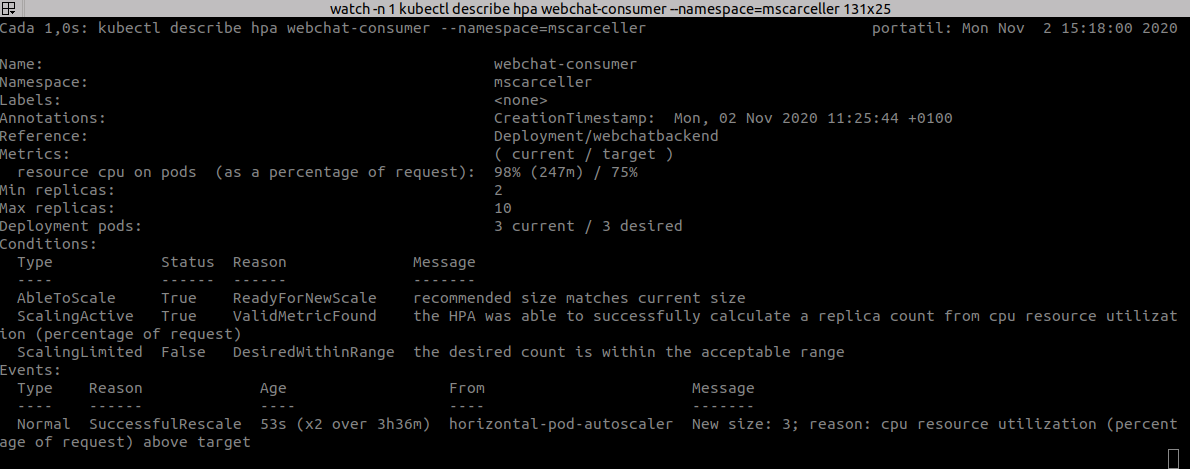 watch -n 1 kubectl describe hpa webchat-consumer --namespace=mscarceller 131x25
Cada 1,0s: kubectl describe hpa webchat-consumer --namespace=mscarceller portatil: Mon Nov  2 15:18:00 2020
Name: webchat-consumer
Namespace: mscarceller
Labels: <none>
Annotations: CreationTimestamp:  Mon, 02 Nov 2020 11:25:44 +0100
Reference: Deployment/webchatbackend
Metrics: ( current / target )
resource cpu on pods  (as a percentage of request): 98% (247m) / 75%
Min replicas: 2
Max replicas: 10
Deployment pods: 3 current / 3 desired
Conditions:
Type Status Reason Message
---- ------ ------ -------
AbleToScale True ReadyForNewScale recommended size matches current size
ScalingActive True ValidMetricFound the HPA was able to successfully calculate a replica count from cpu resource utilizat
ion (percentage of request)
ScalingLimited False DesiredWithinRange the desired count is within the acceptable range
Events:
Type Reason Age From Message
---- ------ ---- ---- -------
Normal SuccessfulRescale 53s (x2 over 3h36m) horizontal-pod-autoscaler New size: 3; reason: cpu resource utilization (percent
age of request) above target